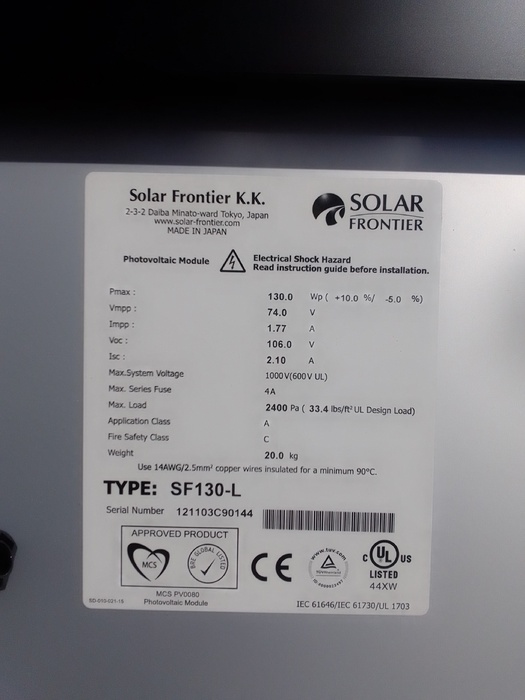 Solar Frontier K.K.
2-3-2 Daiba Minato-ward Tokyo, Japan
www.solar-frontier.com
MADE IN JAPAN
SOLAR
FRONTIER
Photovoltaic Module
Electrical Shock Hazard
Read instruction guide before installation.
Pmax : 130.0 Wp ( +10.0 %/ -5.0 %)
Vmpp : 74.0 V
Impp : 1.77 A
Voc : 106.0 V
Isc : 2.10 A
Max.System Voltage 1000V(600V UL)
Max. Series Fuse 4A
Max. Load 2400 Pa ( 33.4 lbs/ft² UL Design Load)
Application Class A
Fire Safety Class C
Weight 20.0 kg
Use 14AWG/2.5mm² copper wires insulated for a minimum 90°C.
TYPE: SF130-L
Serial Number 121103C90144
APPROVED PRODUCT
MCS
BRE GLOBAL LISTED
MCS PV0080
Photovoltaic Module
CE
www.tuv.com
c UL US
LISTED
44XW
IEC 61646/IEC 61730/UL 1703